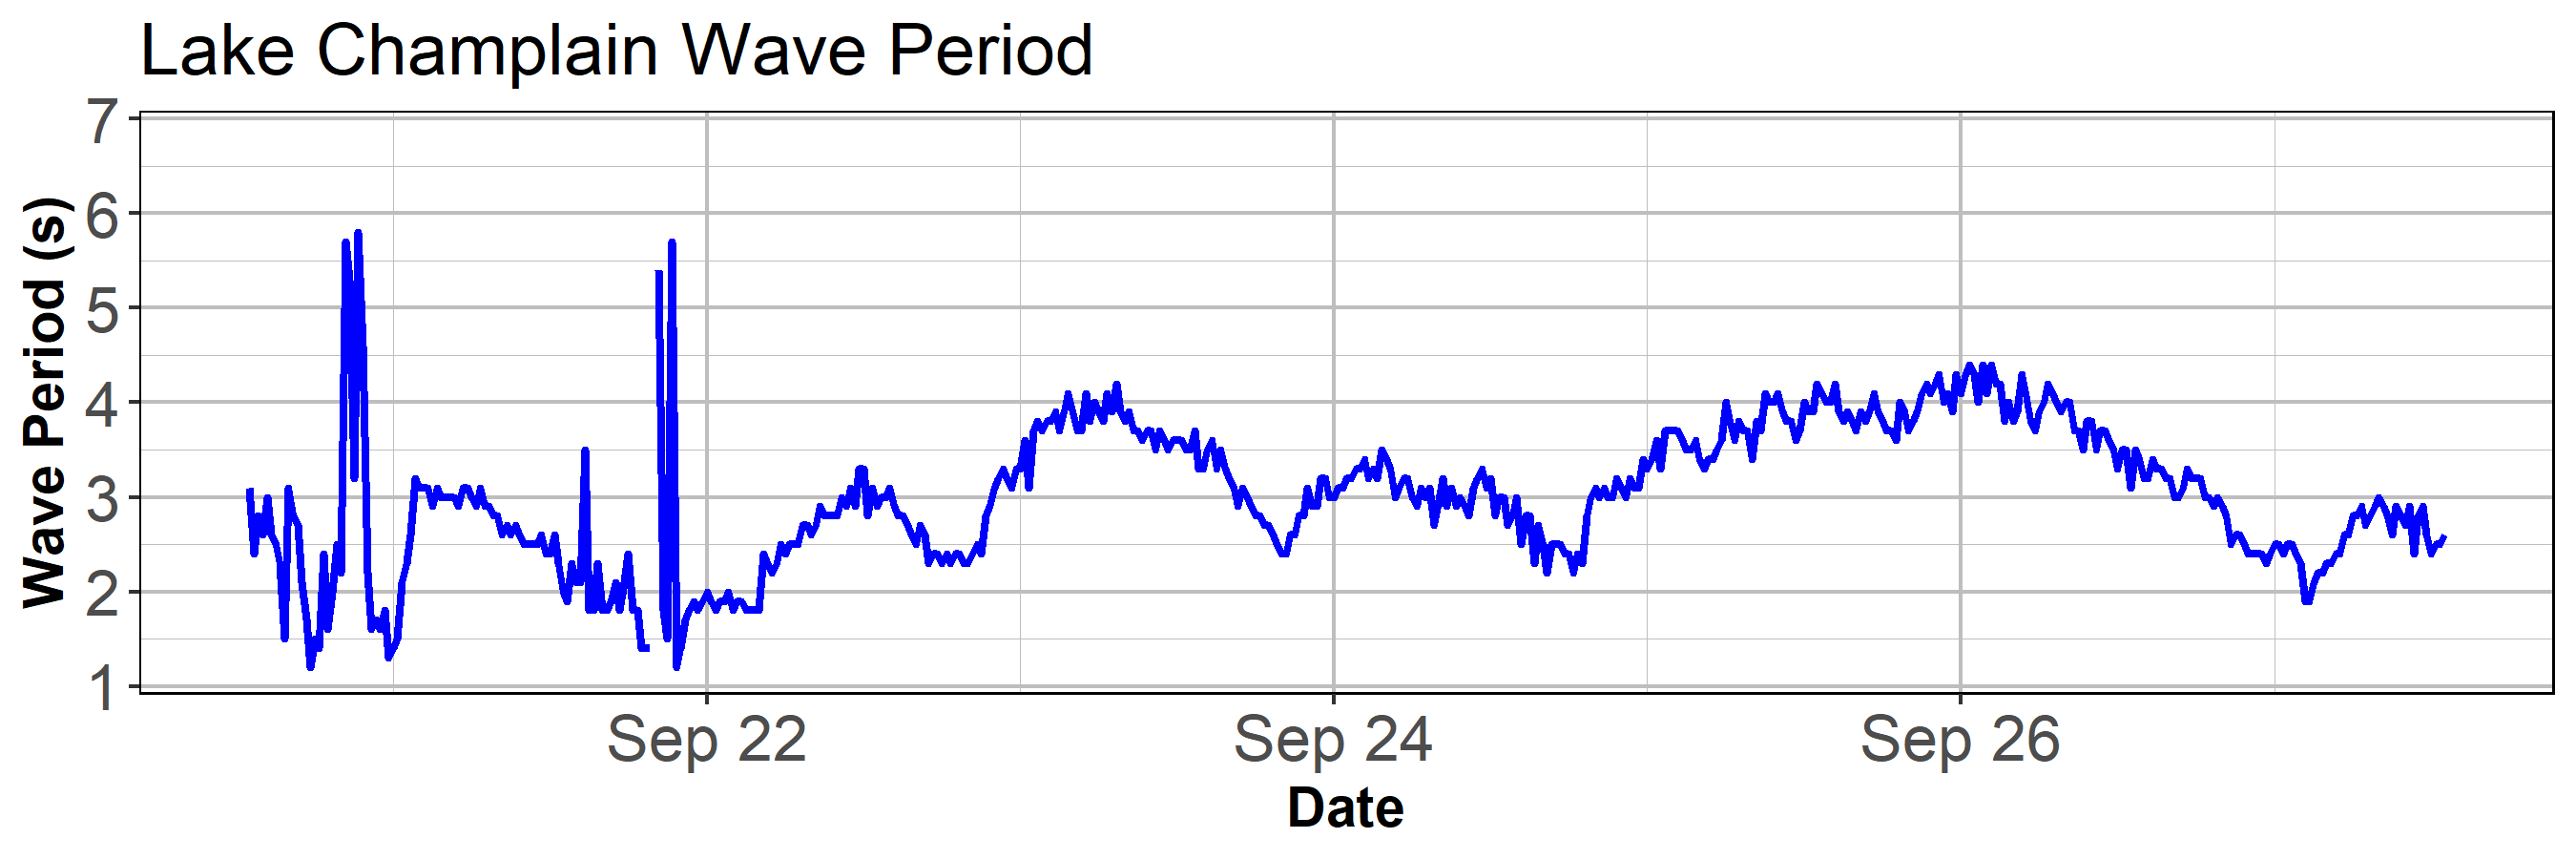 Lake Champlain Wave Period
Wave Period (s)
7
6
5
4
3
2
1
Sep 22
Sep 24
Sep 26
Date